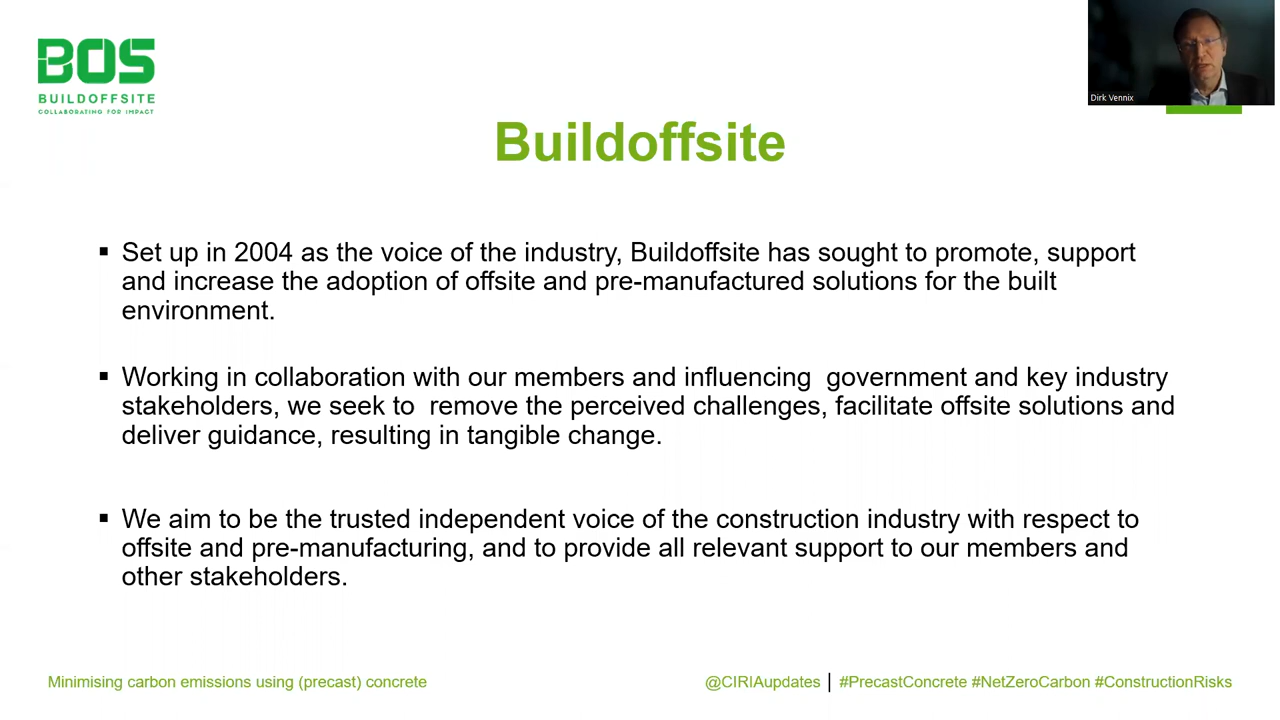 BOS
BUILDOFFSITE
COLLABORATING FOR IMPACT
Dirk Vennix
Buildoffsite
▪ Set up in 2004 as the voice of the industry, Buildoffsite has sought to promote, support
and increase the adoption of offsite and pre-manufactured solutions for the built
environment.
▪ Working in collaboration with our members and influencing  government and key industry
stakeholders, we seek to  remove the perceived challenges, facilitate offsite solutions and
deliver guidance, resulting in tangible change.
▪ We aim to be the trusted independent voice of the construction industry with respect to
offsite and pre-manufacturing, and to provide all relevant support to our members and
other stakeholders.
Minimising carbon emissions using (precast) concrete
@CIRIAupdates | #PrecastConcrete #NetZeroCarbon #ConstructionRisks